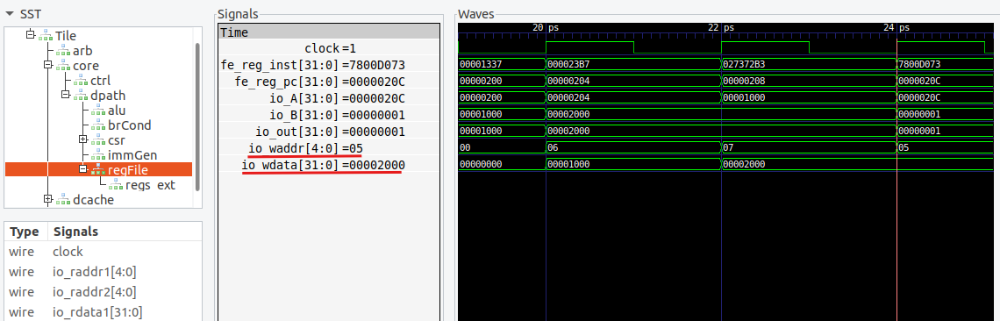 SST
Tile
arb
core
ctrl
dpath
alu
brCond
csr
immGen
regFile
regs_ext
dcache
Type Signals
wire clock
wire io_raddr1[4:0]
wire io_raddr2[4:0]
wire io_rdata1[31:0]
Signals
Time
clock =1
fe_reg_inst[31:0] =7800D073
fe_reg_pc[31:0] =0000020C
io_A[31:0] =0000020C
io_B[31:0] =00000001
io_out[31:0] =00000001
io_waddr[4:0] =05
io_wdata[31:0] =00002000
Waves
20 ps 22 ps 24 ps
00001337 000023B7 027372B3 7800D073
00000200 00000204 00000208 0000020C
00000200 00000204 00001000 0000020C
00001000 00002000 00000001
00001000 00002000 00000001
00 06 07 05
00000000 00001000 00002000